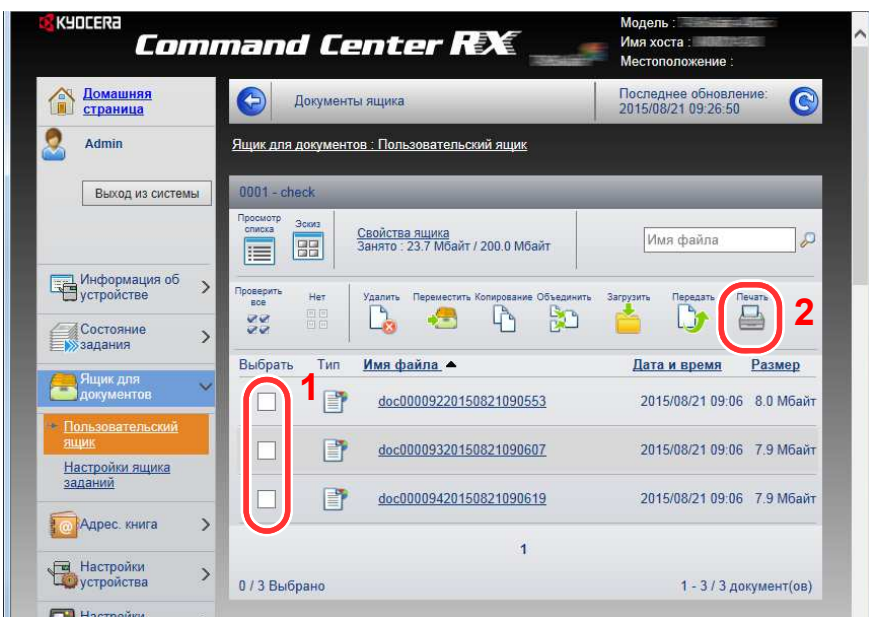 KYOCERA
Command Center RX
Модель :
Имя хоста :
Местоположение :
Домашняя
страница
Документы ящика
Последнее обновление:
2015/08/21 09:26:50
Admin
Ящик для документов : Пользовательский ящик
Выход из системы
0001 - check
Просмотр
списка
Эскиз
Свойства ящика
Занято : 23.7 Мбайт / 200.0 Мбайт
Имя файла
Информация об
устройстве
Проверить
все
Нет
Удалить
Переместить
Копирование
Объединить
Загрузить
Передать
Печать
2
Состояние
задания
Выбрать
Тип
Имя файла
Дата и время
Размер
1
Ящик для
документов
doc00009220150821090553
2015/08/21 09:06
8.0 Мбайт
Пользовательский
ящик
doc00009320150821090607
2015/08/21 09:06
7.9 Мбайт
Настройки ящика
заданий
doc00009420150821090619
2015/08/21 09:06
7.9 Мбайт
Адрес. книга
1
Настройки
устройства
0 / 3 Выбрано
1 - 3 / 3 документ(ов)
Настройки